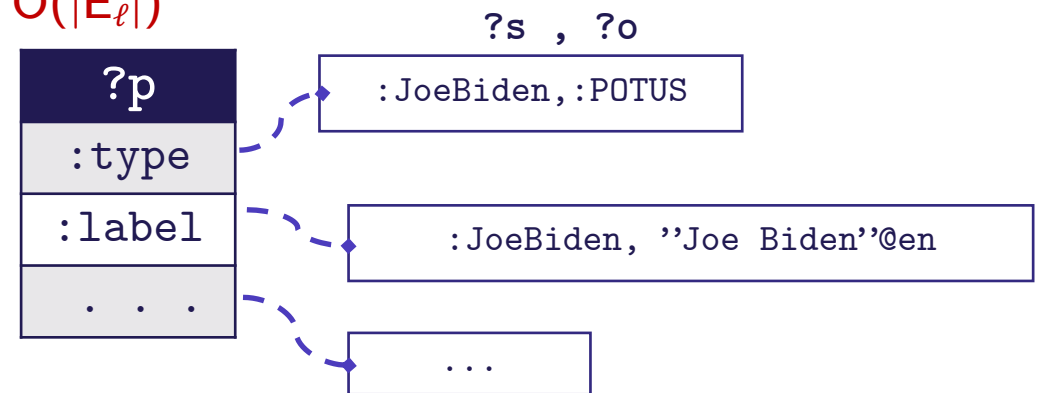 O(|Eℓ|)
?s , ?o
?p
:JoeBiden,:POTUS
:type
:label
:JoeBiden, ”Joe Biden”@en
. . .
...